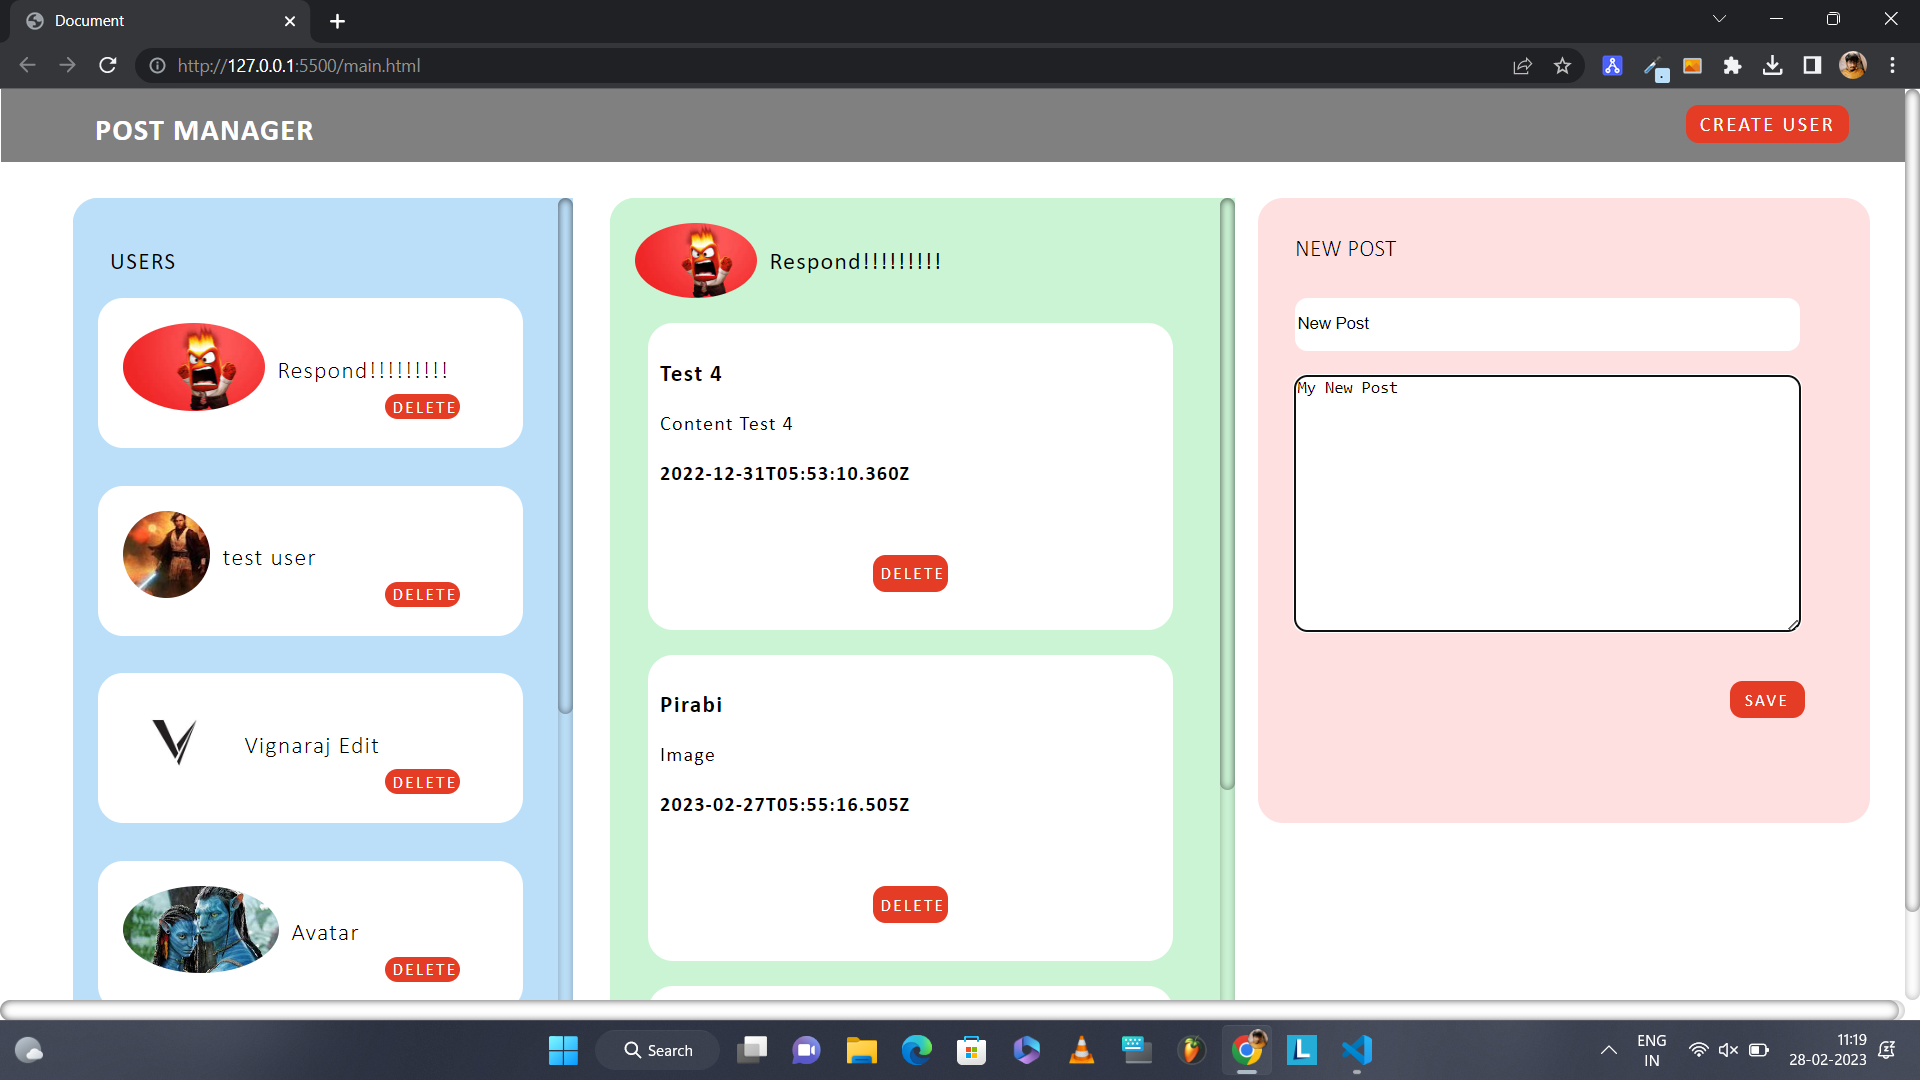 Document
http://127.0.0.1:5500/main.html
POST MANAGER
CREATE USER
USERS
Respond!!!!!!!!!!
DELETE
test user
DELETE
Vignaraj Edit
DELETE
Avatar
DELETE
Respond!!!!!!!!!!
Test 4
Content Test 4
2022-12-31T05:53:10.360Z
DELETE
Pirabi
Image
2023-02-27T05:55:16.505Z
DELETE
NEW POST
New Post
My New Post
SAVE
Search
L
ENG
IN
11:19
28-02-2023